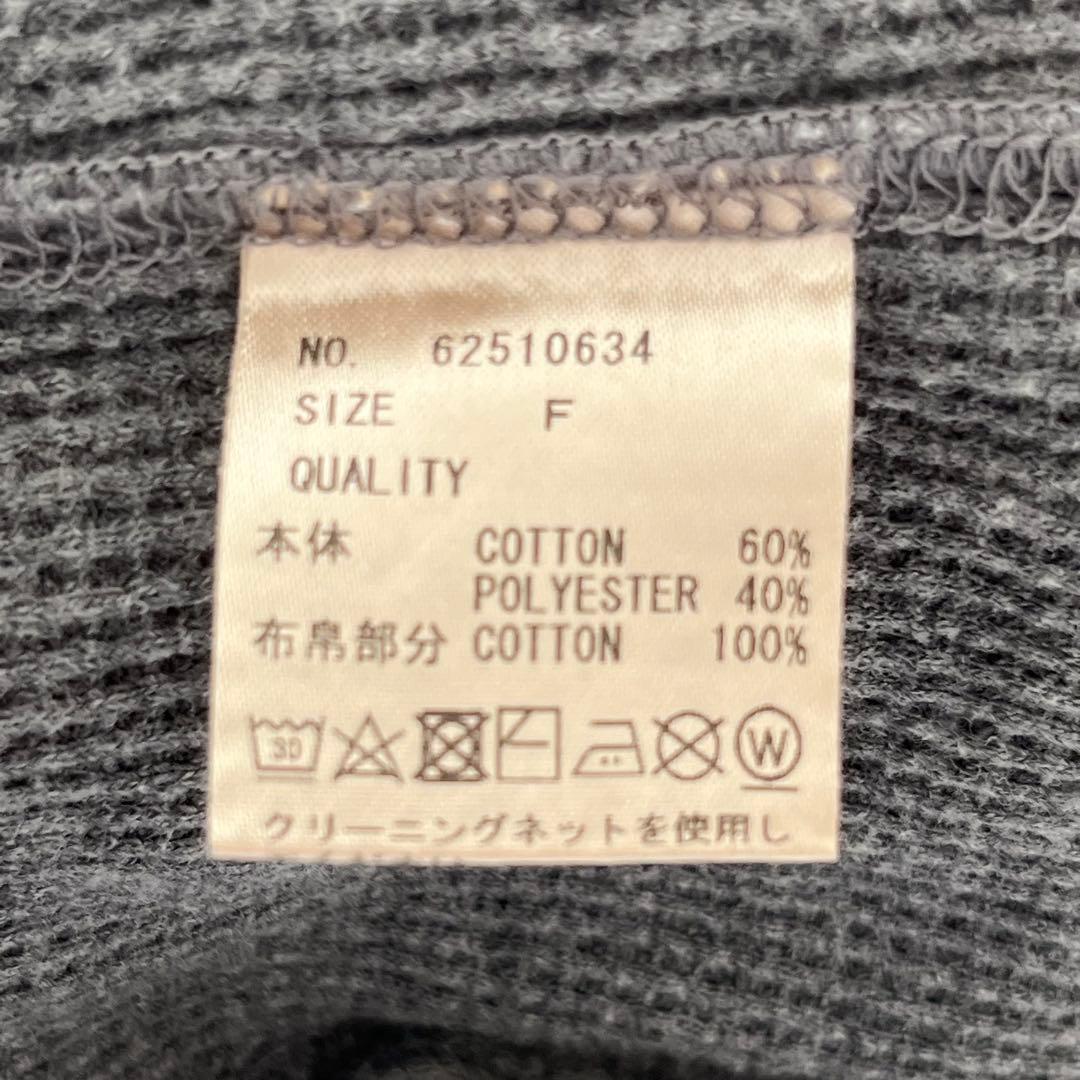 NO. 62510634
SIZE F
QUALITY
本体 COTTON 60%
POLYESTER 40%
布帛部分 COTTON 100%
30 W
クリーニングネットを使用し